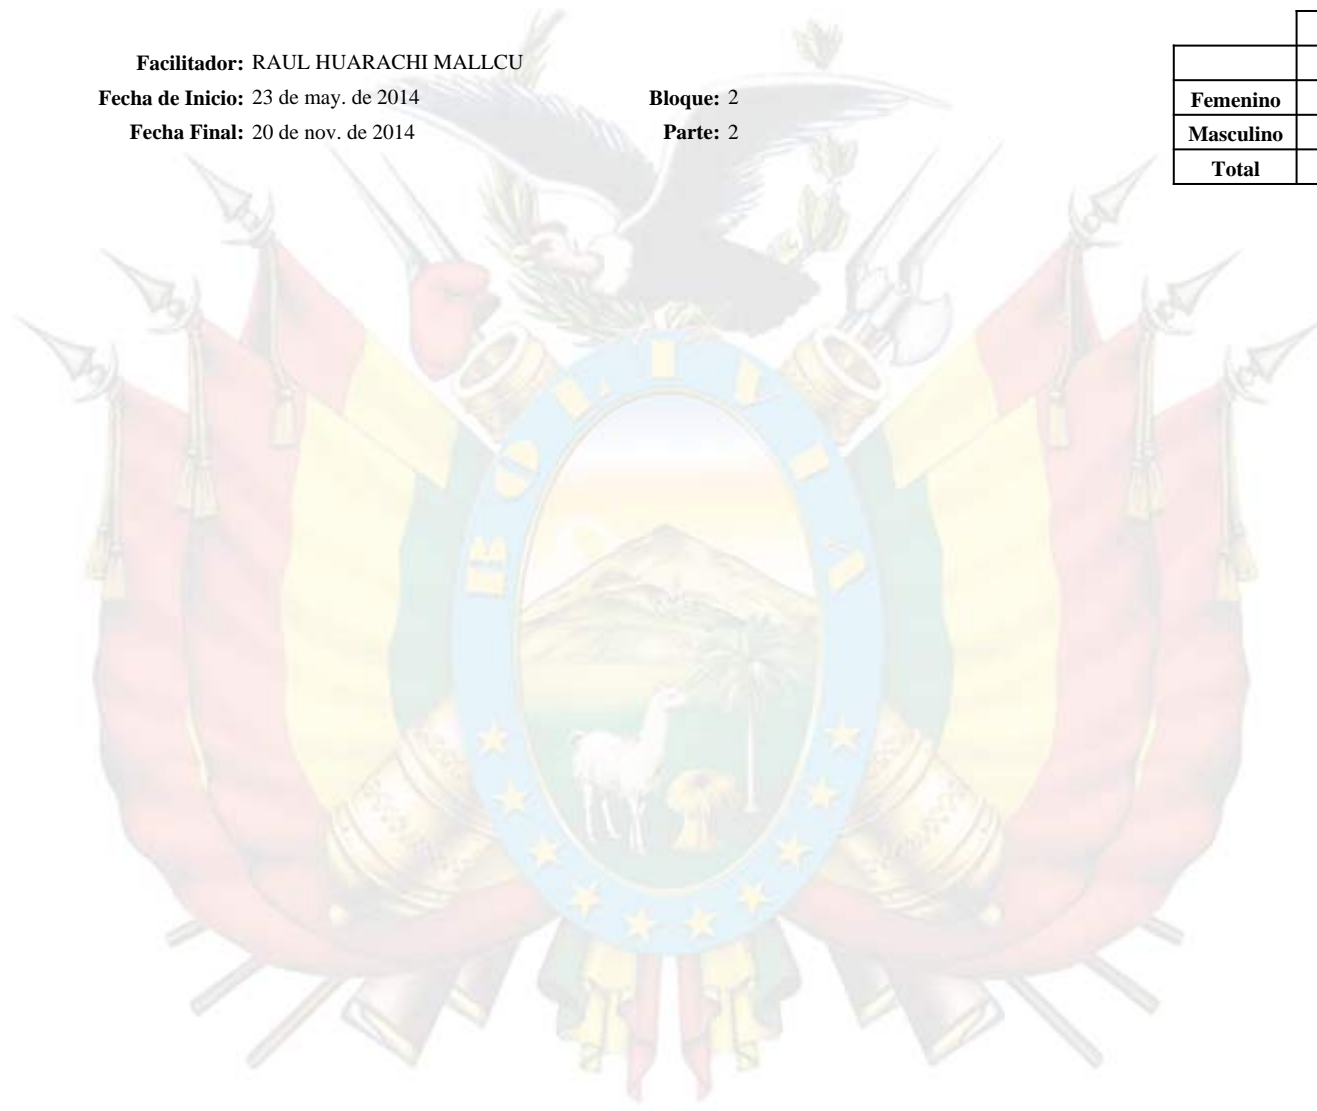 Facilitador: RAUL HUARACHI MALLCU
Fecha de Inicio: 23 de may. de 2014 Bloque: 2
Fecha Final: 20 de nov. de 2014 Parte: 2
Femenino
Masculino
Total
BOLIVIA